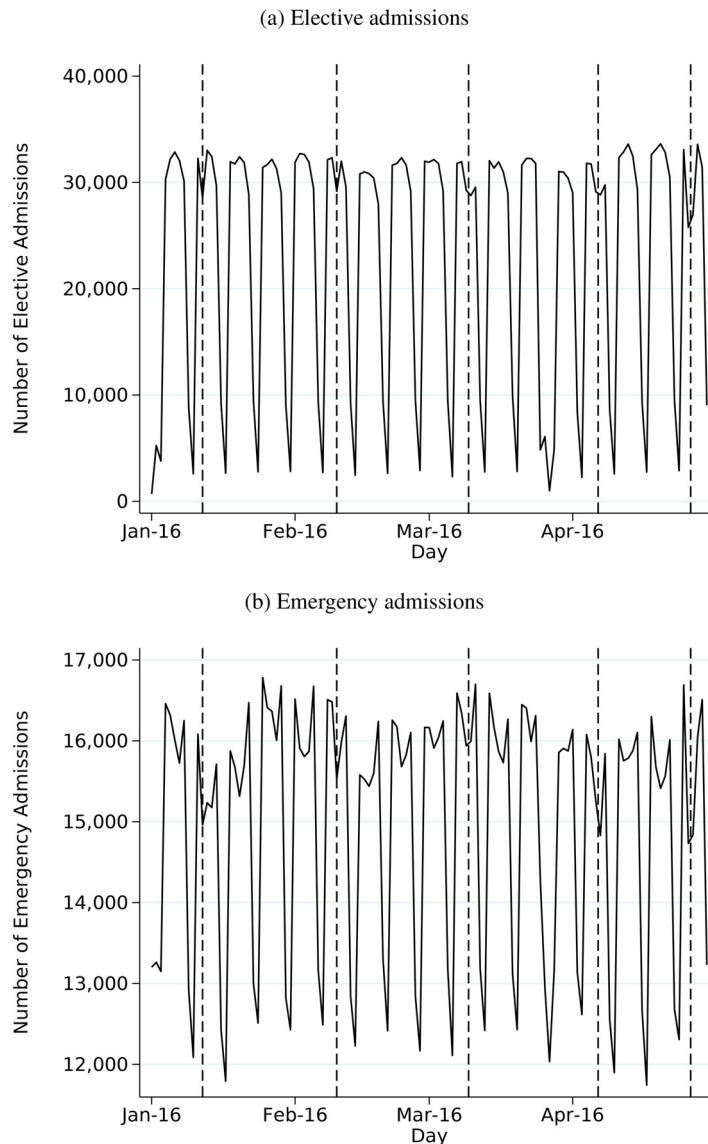 (a) Elective admissions
40,000
30,000
20,000
10,000
0
Number of Elective Admissions
Jan-16 Feb-16 Mar-16 Apr-16
Day
(b) Emergency admissions
17,000
16,000
15,000
14,000
13,000
12,000
Number of Emergency Admissions
Jan-16 Feb-16 Mar-16 Apr-16
Day